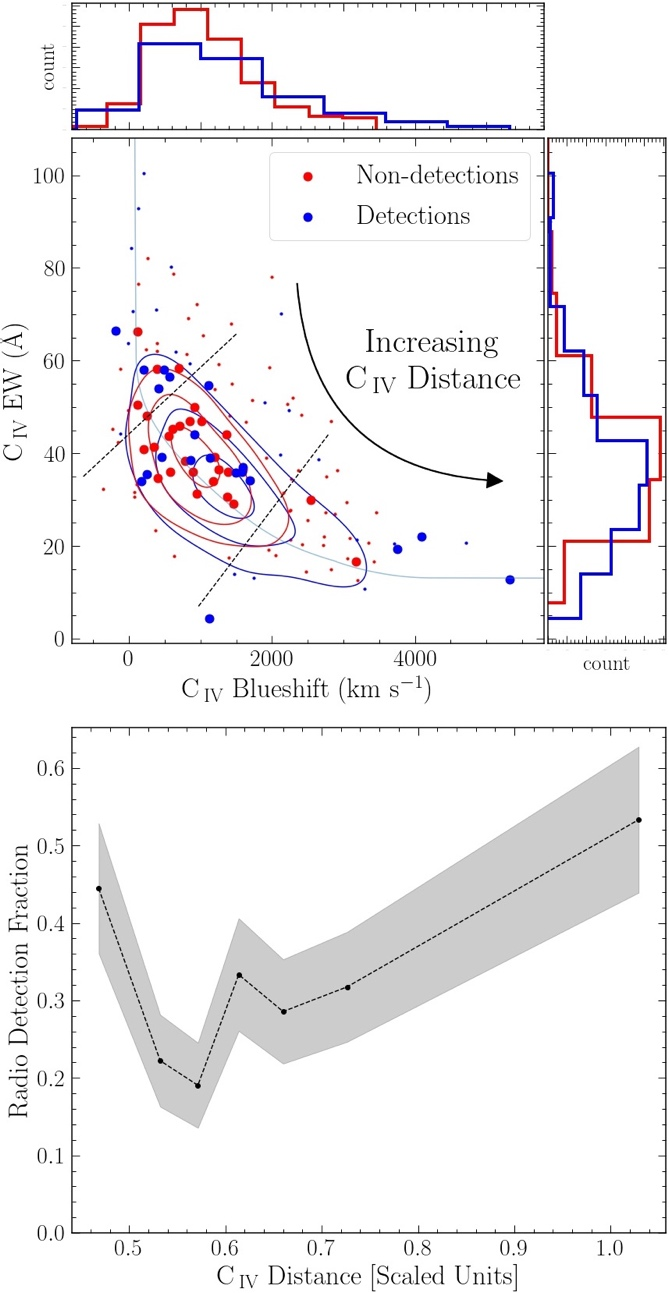 count
100
80
60
40
20
0
C IV EW (Å)
Non-detections
Detections
Increasing
C IV Distance
0
2000
4000
C IV Blueshift (km s⁻¹)
count
0.6
0.5
0.4
0.3
0.2
0.1
0.0
Radio Detection Fraction
0.5
0.6
0.7
0.8
0.9
1.0
C IV Distance [Scaled Units]